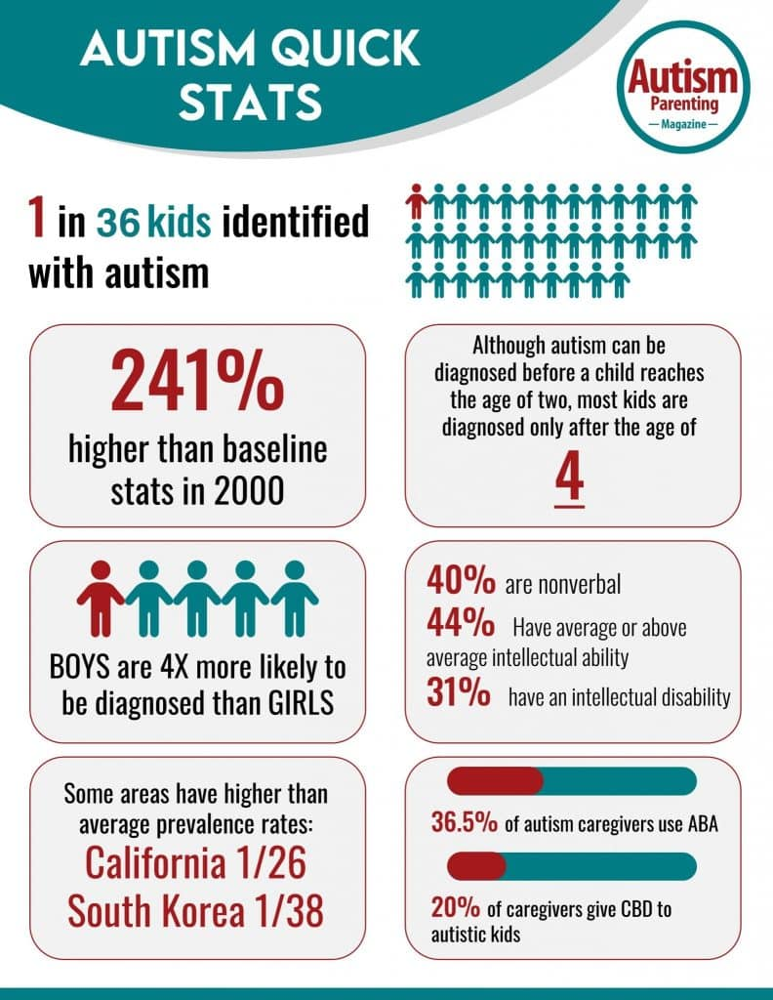 AUTISM QUICK
STATS
Autism
Parenting
— Magazine —
1 in 36 kids identified
with autism
241%
higher than baseline
stats in 2000
Although autism can be
diagnosed before a child reaches
the age of two, most kids are
diagnosed only after the age of
4
BOYS are 4X more likely to
be diagnosed than GIRLS
40% are nonverbal
44% Have average or above
average intellectual ability
31% have an intellectual disability
Some areas have higher than
average prevalence rates:
California 1/26
South Korea 1/38
36.5% of autism caregivers use ABA
20% of caregivers give CBD to
autistic kids